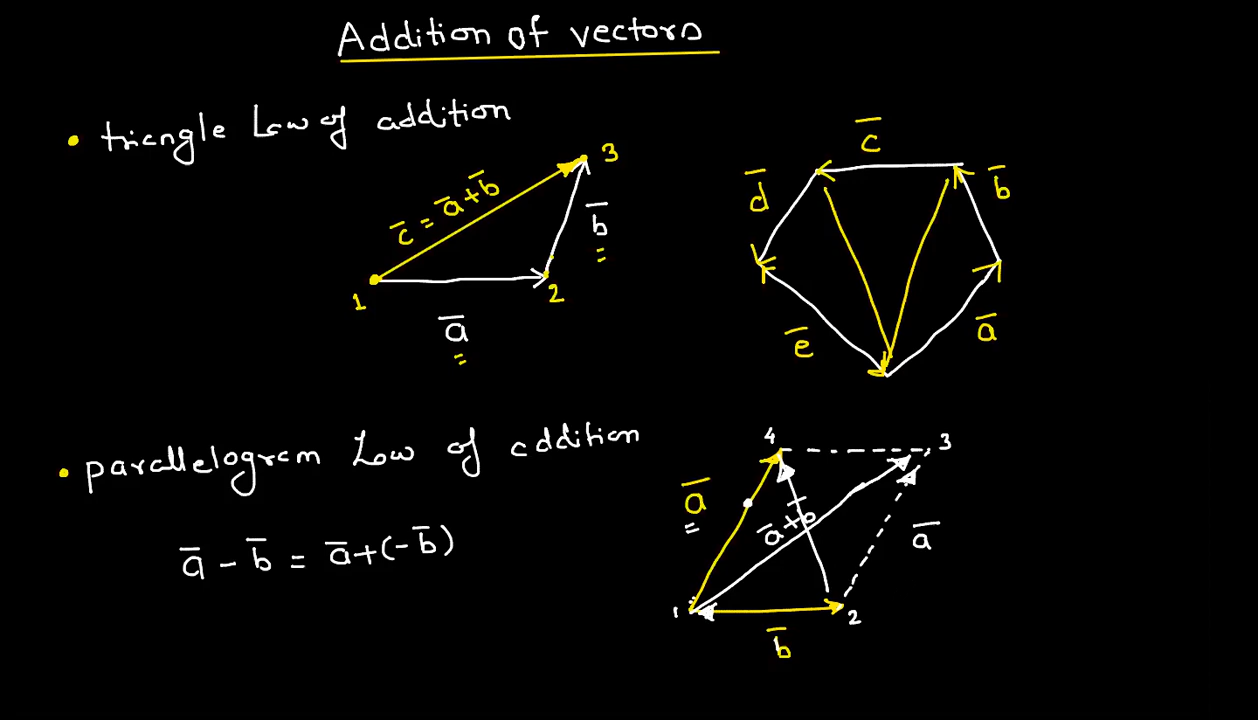 Addition of vectors
• triangle Law of addition
c̅ = a̅+b̅
1
2
3
a̅
=
b̅
=
c̅
b̅
d̅
a̅
e̅
• parallelogram Law of addition
a̅ - b̅ = a̅+(-b̅)
4
3
a̅
=
a̅+b̅
a̅
1
2
b̅